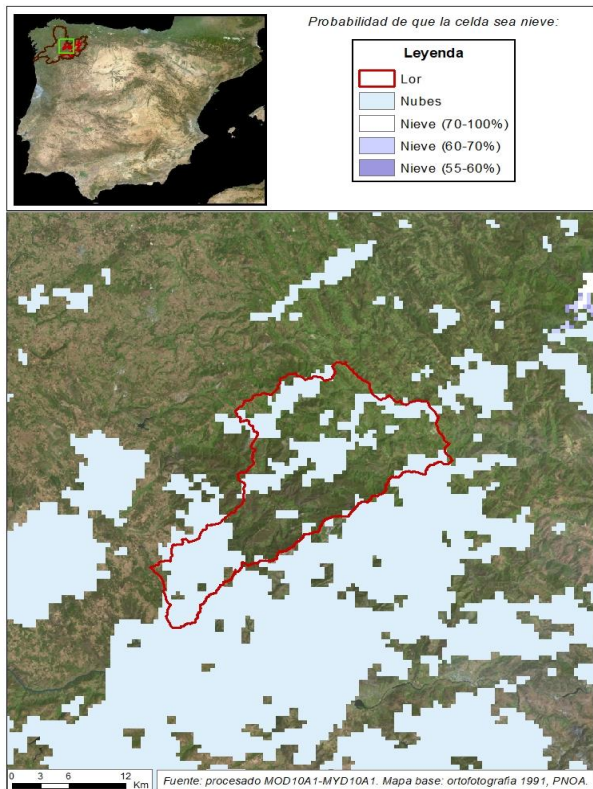 Probabilidad de que la celda sea nieve:
Leyenda
Lor
Nubes
Nieve (70-100%)
Nieve (60-70%)
Nieve (55-60%)
0 3 6 12
Km
Fuente: procesado MOD10A1-MYD10A1. Mapa base: ortofotografia 1991, PNOA.